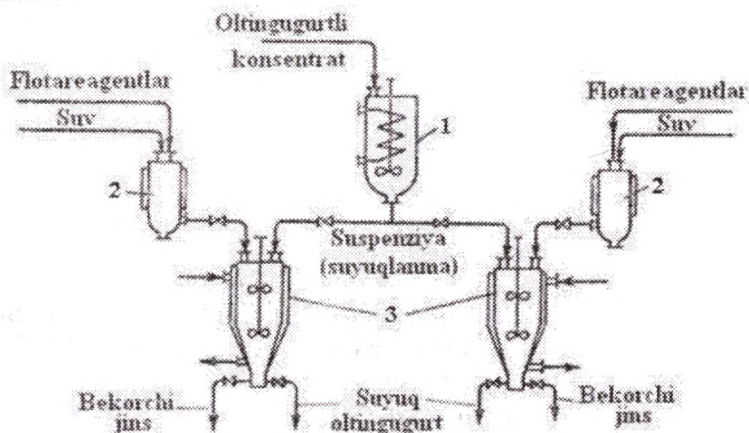 Oltingugurtli
konsentrat
Flotareagentlar
Suv
Flotareagentlar
Suv
1
2
2
Suspenziya
(suyuqlanma)
3
Bekorchi
jins
Suyuq
oltingugurt
Bekorchi
jins